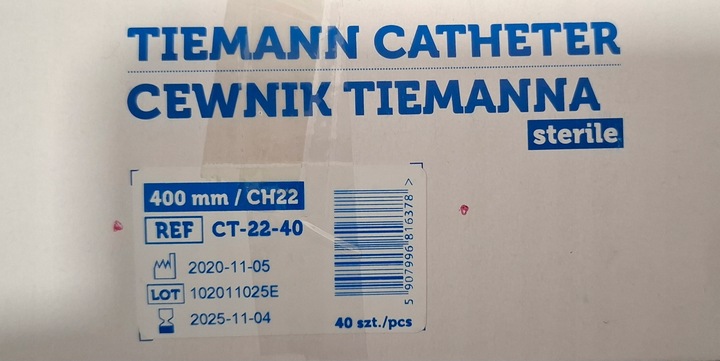 TIEMANN CATHETER
CEWNIK TIEMANNA
sterile
400 mm / CH22
REF CT-22-40
2020-11-05
LOT 102011025E
2025-11-04
5 907996 816378 >
40 szt./pcs